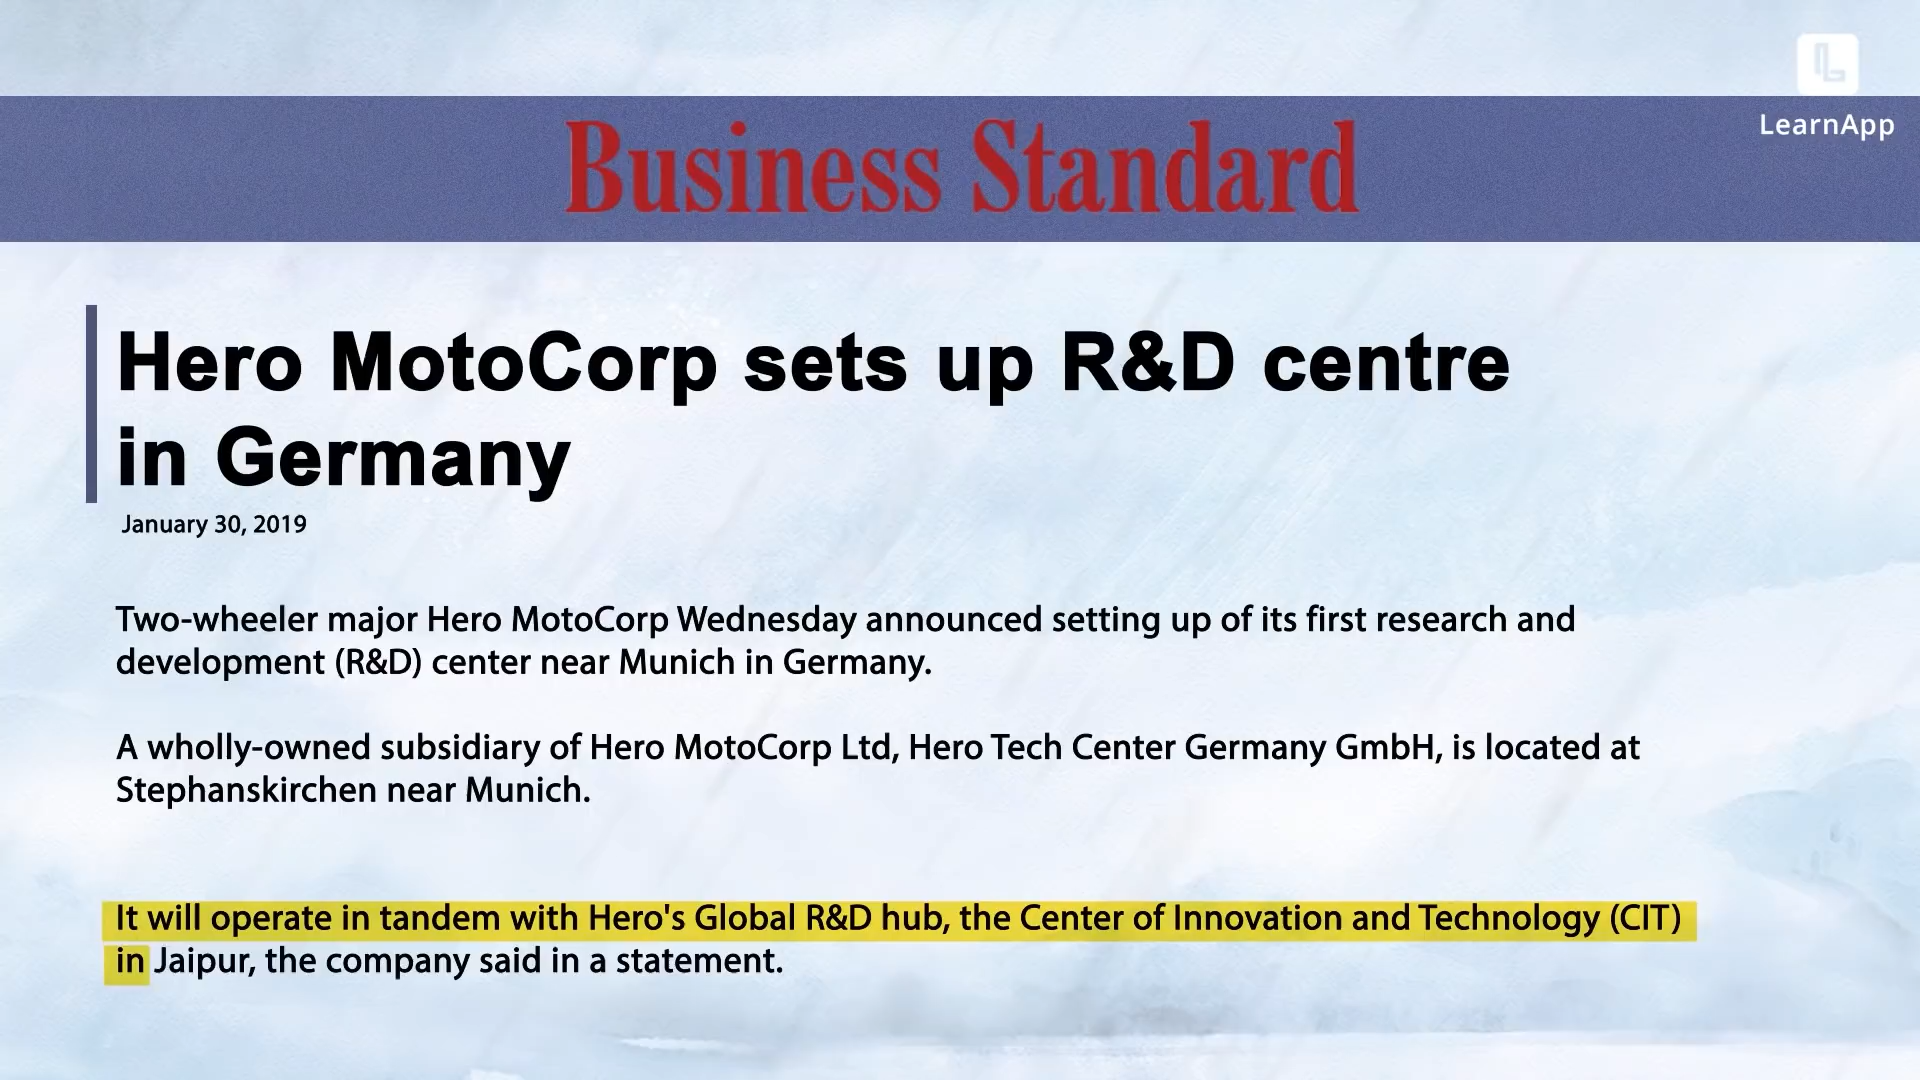 LearnApp
Business Standard
Hero MotoCorp sets up R&D centre
in Germany
January 30, 2019
Two-wheeler major Hero MotoCorp Wednesday announced setting up of its first research and
development (R&D) center near Munich in Germany.
A wholly-owned subsidiary of Hero MotoCorp Ltd, Hero Tech Center Germany GmbH, is located at
Stephanskirchen near Munich.
It will operate in tandem with Hero's Global R&D hub, the Center of Innovation and Technology (CIT)
in Jaipur, the company said in a statement.